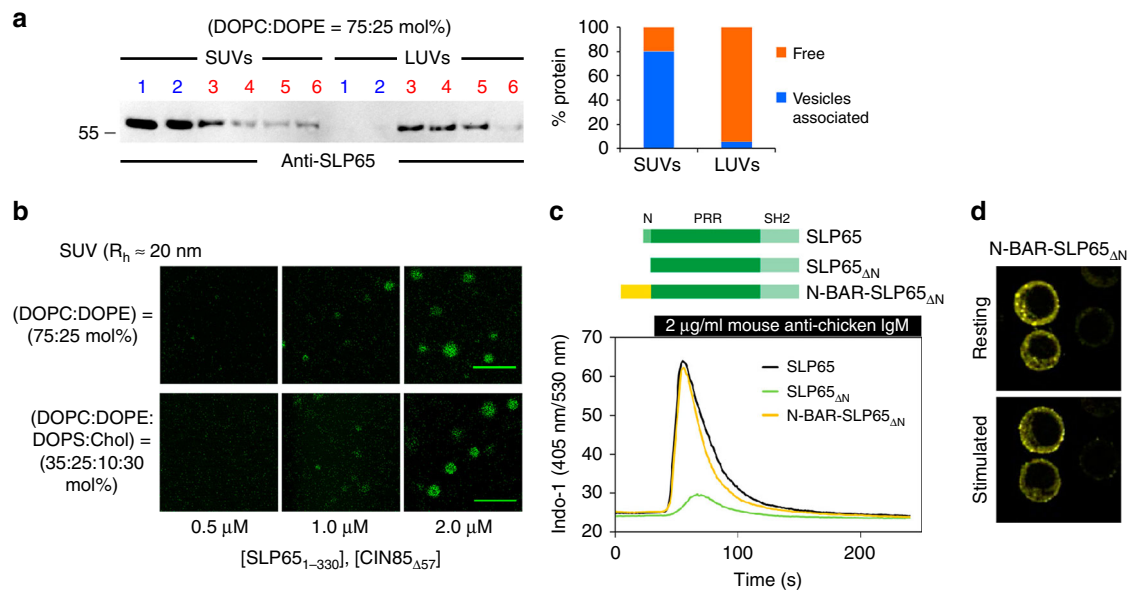 a
(DOPC:DOPE = 75:25 mol%)
SUVs LUVs
1 2 3 4 5 6 1 2 3 4 5 6
55
Anti-SLP65
% protein
100
80
60
40
20
0
SUVs LUVs
Free
Vesicles
associated
b
SUV (Rh ≈ 20 nm
(DOPC:DOPE) =
(75:25 mol%)
(DOPC:DOPE:
DOPS:Chol) =
(35:25:10:30
mol%)
0.5 μM 1.0 μM 2.0 μM
[SLP651–330], [CIN85Δ57]
c
N PRR SH2
SLP65
SLP65ΔN
N-BAR-SLP65ΔN
2 μg/ml mouse anti-chicken IgM
Indo-1 (405 nm/530 nm)
70
60
50
40
30
20
SLP65
SLP65ΔN
N-BAR-SLP65ΔN
0 100 200
Time (s)
d
N-BAR-SLP65ΔN
Resting
Stimulated